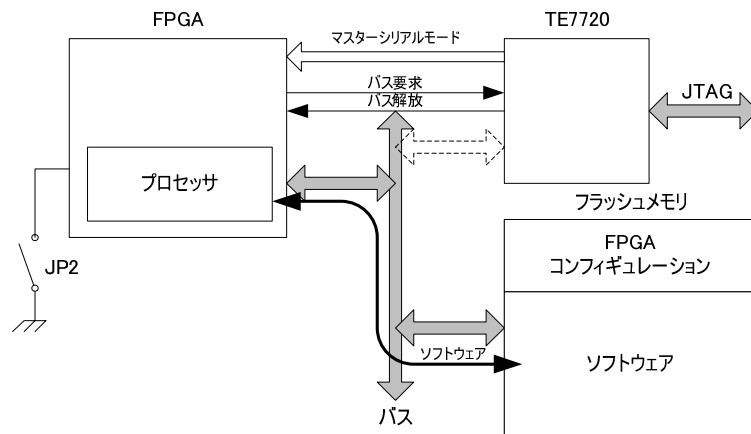 FPGA
TE7720
マスターシリアルモード
バス要求
バス解放
JTAG
プロセッサ
フラッシュメモリ
FPGA
コンフィギュレーション
JP2
ソフトウェア
ソフトウェア
バス